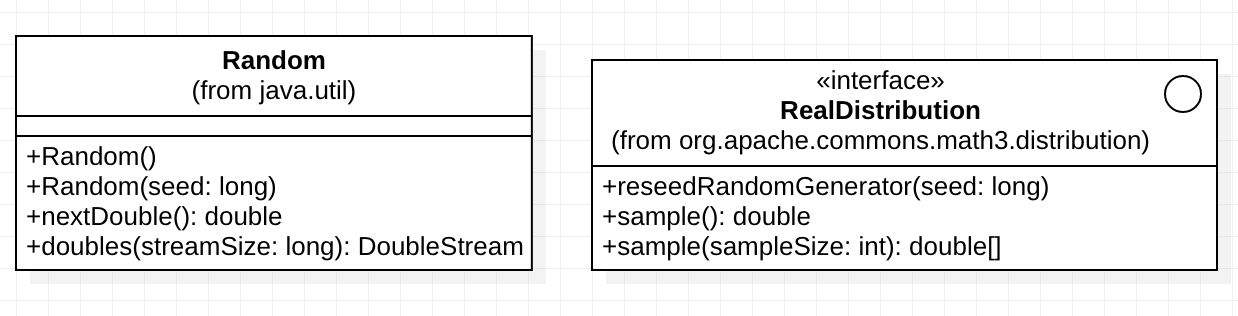 Random
(from java.util)
+Random()
+Random(seed: long)
+nextDouble(): double
+doubles(streamSize: long): DoubleStream
«interface»
RealDistribution
(from org.apache.commons.math3.distribution)
+reseedRandomGenerator(seed: long)
+sample(): double
+sample(sampleSize: int): double[]